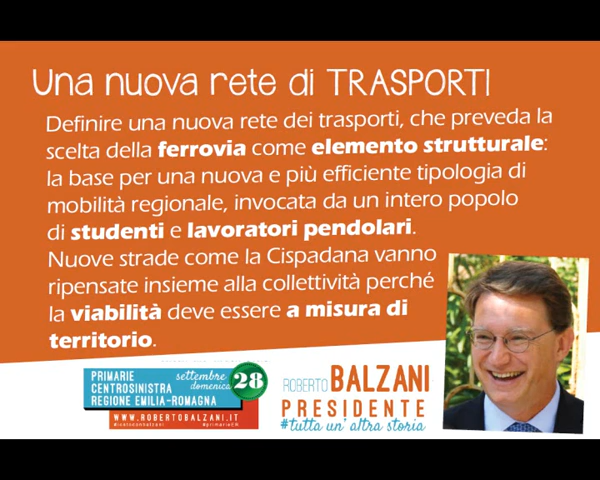 Una nuova rete di TRASPORTI
Definire una nuova rete dei trasporti, che preveda la
scelta della ferrovia come elemento strutturale:
la base per una nuova e più efficiente tipologia di
mobilità regionale, invocata da un intero popolo
di studenti e lavoratori pendolari.
Nuove strade come la Cispadana vanno
ripensate insieme alla collettività perché
la viabilità deve essere a misura di
territorio.
PRIMARIE
CENTROSINISTRA
REGIONE EMILIA-ROMAGNA
settembre
domenica
28
WWW.ROBERTOBALZANI.IT
#iostoconbalzani #primarieER
ROBERTO BALZANI
PRESIDENTE
#tutta un' altra storia